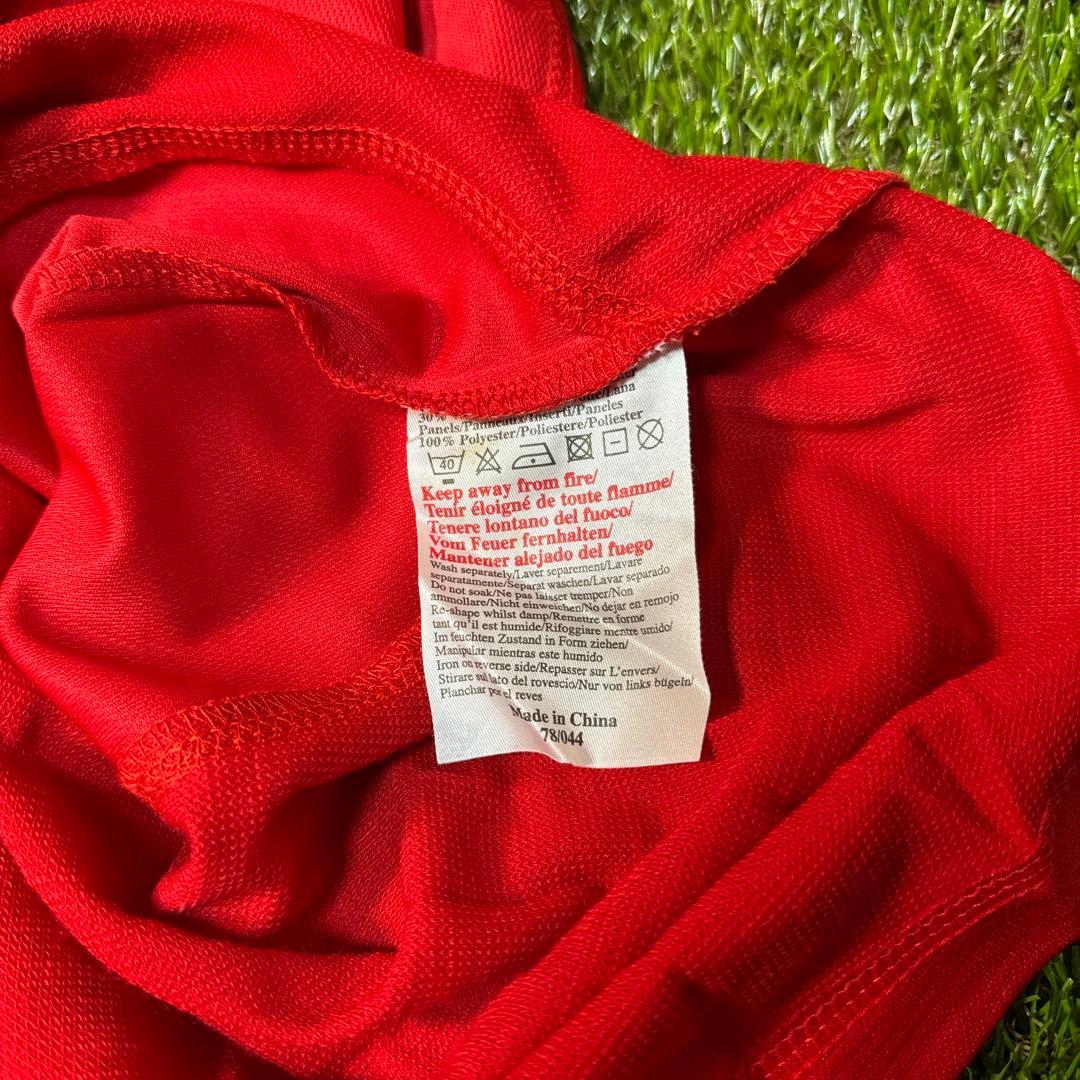 30%
Panels/Panneaux/Inserti/Paneles
100% Polyester/Poliestere/Poliester
40
Keep away from fire/
Tenir éloigné de toute flamme/
Tenere lontano del fuoco/
Vom Feuer fernhalten/
Mantener alejado del fuego
Wash separately/Laver separement/Lavare
separatamente/Separat waschen/Lavar separado
Do not soak/Ne pas laisser tremper/Non
ammollare/Nicht einweichen/No dejar en remojo
Re-shape whilst damp/Remettre en forme
tant qu'il est humide/Rifoggiare mentre umido/
Im feuchten Zustand in Form ziehen/
Manipular mientras este humido
Iron on reverse side/Repasser sur L'envers/
Stirare sul lato del rovescio/Nur von links bügeln/
Planchar por el reves
Made in China
78/044